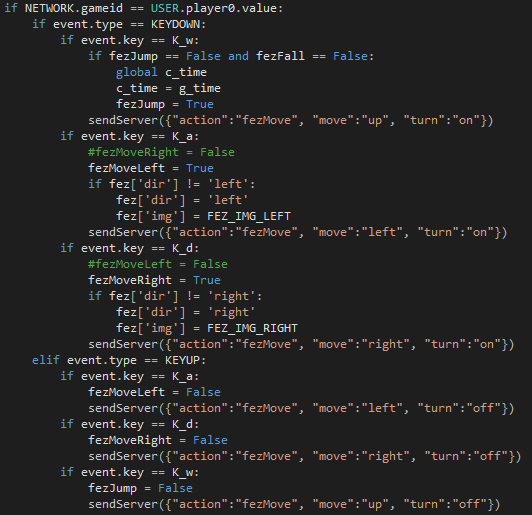 if NETWORK.gameid == USER.player0.value:
    if event.type == KEYDOWN:
        if event.key == K_w:
            if fezJump == False and fezFall == False:
                global c_time
                c_time = g_time
                fezJump = True
            sendServer({"action":"fezMove", "move":"up", "turn":"on"})
        if event.key == K_a:
            #fezMoveRight = False
            fezMoveLeft = True
            if fez['dir'] != 'left':
                fez['dir'] = 'left'
                fez['img'] = FEZ_IMG_LEFT
            sendServer({"action":"fezMove", "move":"left", "turn":"on"})
        if event.key == K_d:
            #fezMoveLeft = False
            fezMoveRight = True
            if fez['dir'] != 'right':
                fez['dir'] = 'right'
                fez['img'] = FEZ_IMG_RIGHT
            sendServer({"action":"fezMove", "move":"right", "turn":"on"})
    elif event.type == KEYUP:
        if event.key == K_a:
            fezMoveLeft = False
            sendServer({"action":"fezMove", "move":"left", "turn":"off"})
        if event.key == K_d:
            fezMoveRight = False
            sendServer({"action":"fezMove", "move":"right", "turn":"off"})
        if event.key == K_w:
            fezJump = False
            sendServer({"action":"fezMove", "move":"up", "turn":"off"})